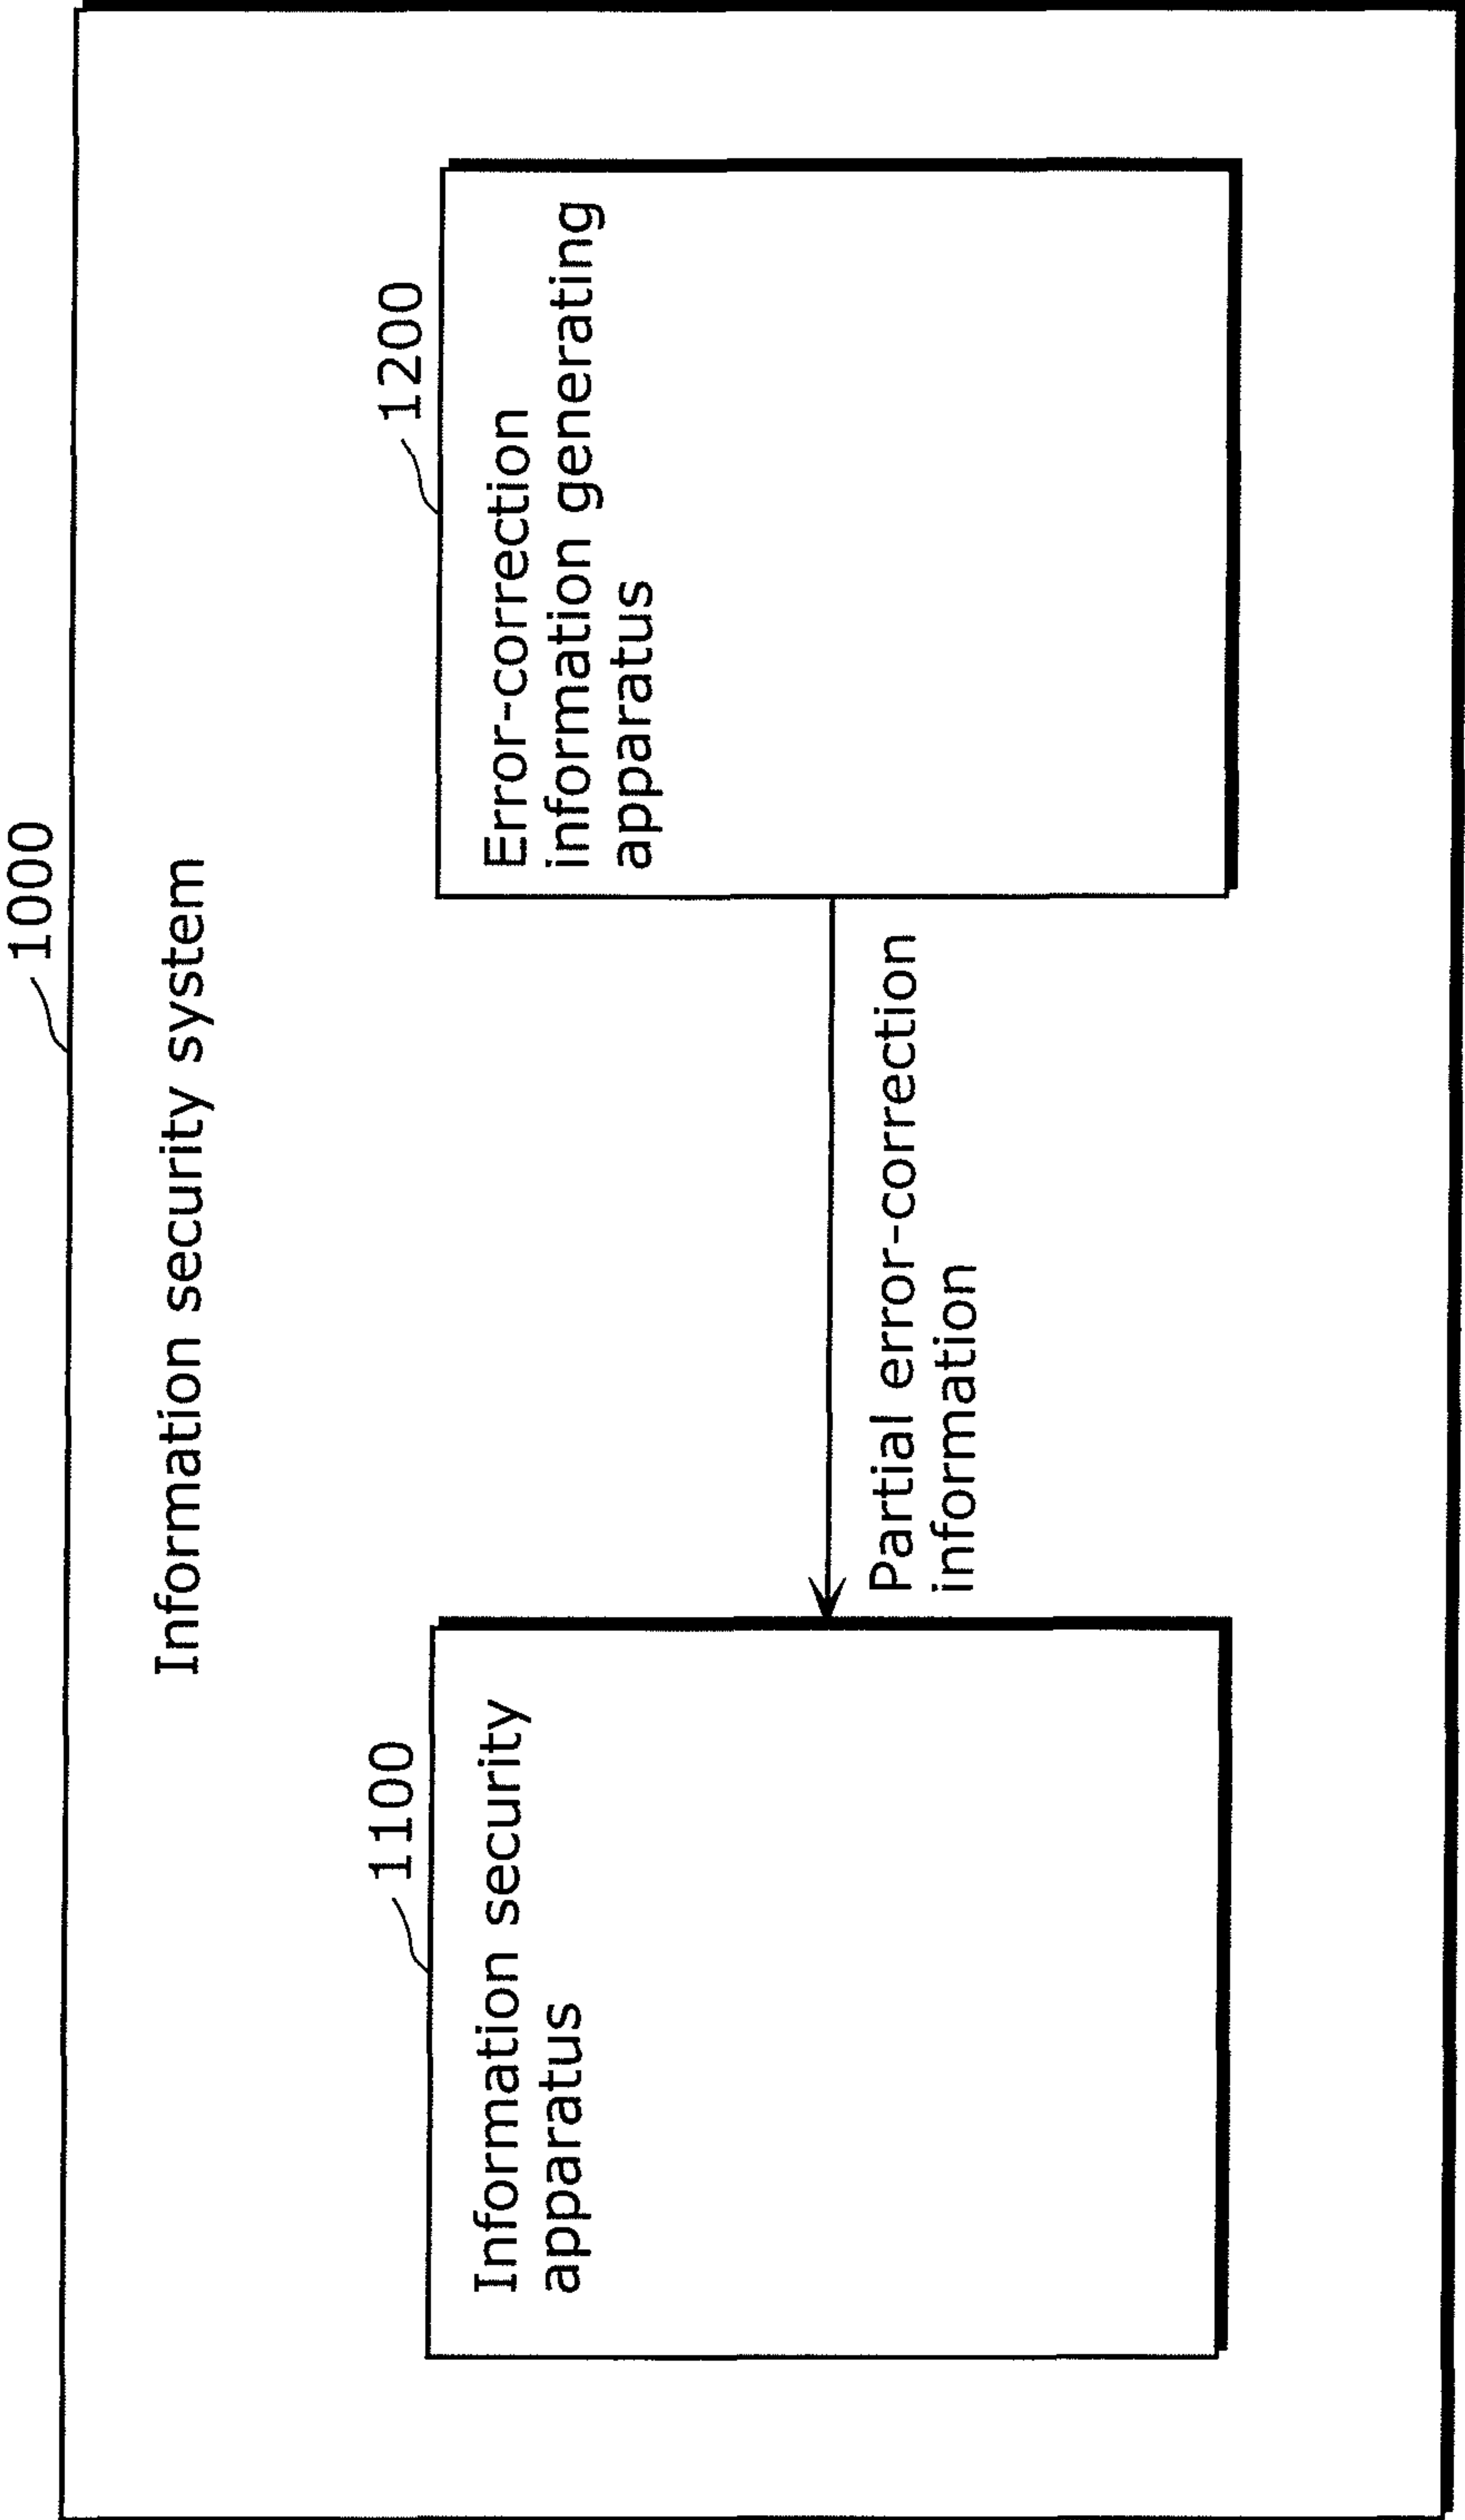 1000
Information security system
1100
Information security
apparatus
Partial error-correction
information
1200
Error-correction
information generating
apparatus